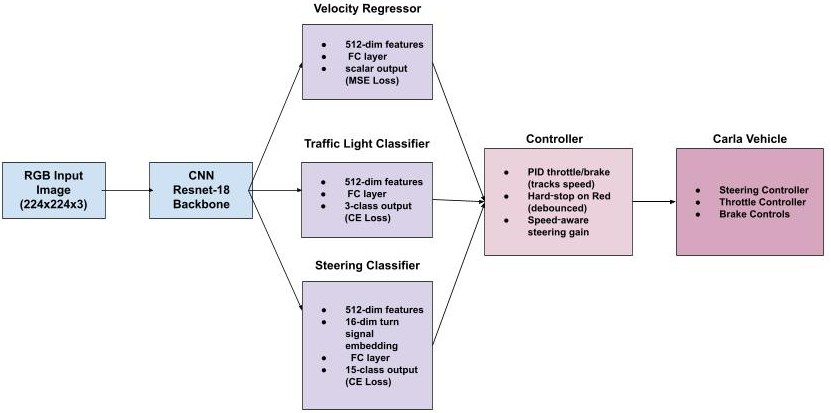 Velocity Regressor
● 512-dim features
● FC layer
● scalar output
(MSE Loss)
Traffic Light Classifier
● 512-dim features
● FC layer
● 3-class output
(CE Loss)
Steering Classifier
● 512-dim features
● 16-dim turn
signal
embedding
● FC layer
● 15-class output
(CE Loss)
RGB Input
Image
(224x224x3)
CNN
Resnet-18
Backbone
Controller
● PID throttle/brake
(tracks speed)
● Hard-stop on Red
(debounced)
● Speed-aware
steering gain
Carla Vehicle
● Steering Controller
● Throttle Controller
● Brake Controls